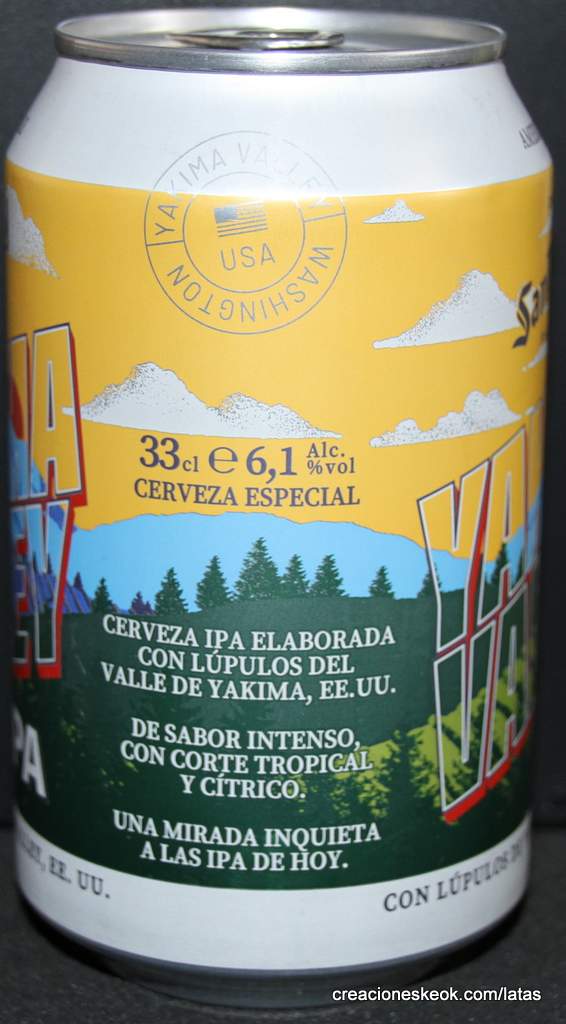 YAKIMA VALLEY
WASHINGTON
USA
33cl ℮ 6,1 Alc. %vol
CERVEZA ESPECIAL
CERVEZA IPA ELABORADA
CON LÚPULOS DEL
VALLE DE YAKIMA, EE.UU.
DE SABOR INTENSO,
CON CORTE TROPICAL
Y CÍTRICO.
UNA MIRADA INQUIETA
A LAS IPA DE HOY.
EE. UU.
CON LÚPULOS
creacioneskeok.com/latas